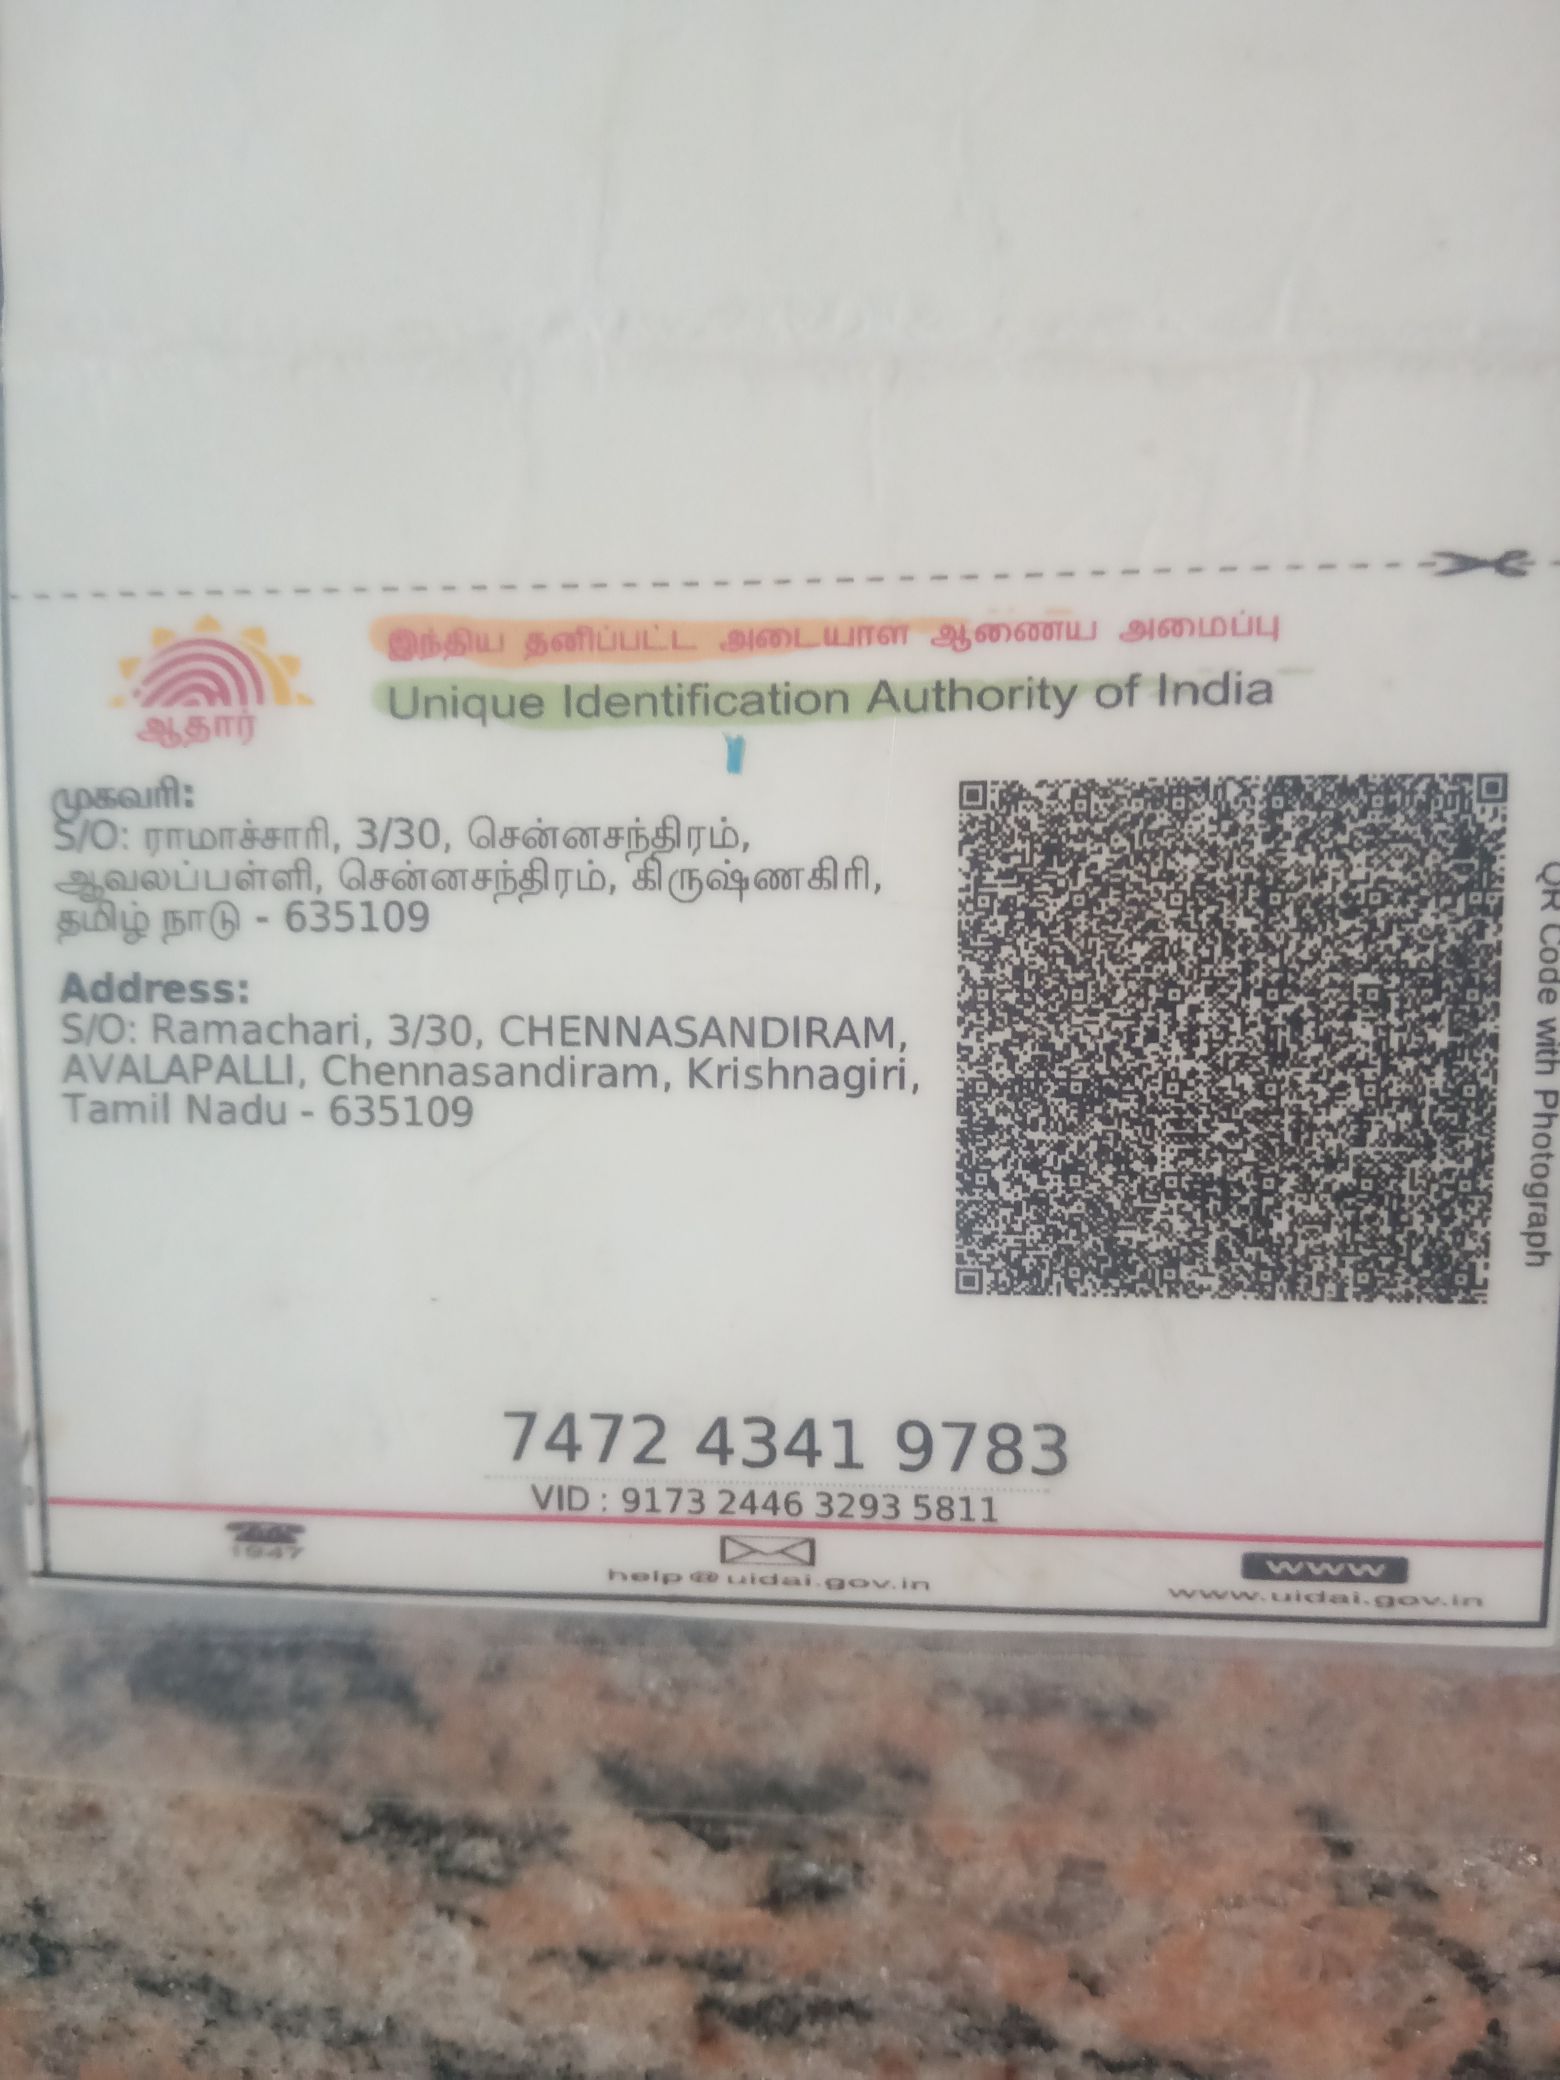 இந்திய தனிப்பட்ட அடையாள ஆணைய அமைப்பு
Unique Identification Authority of India
ஆதார்
முகவரி:
S/O: ராமாச்சாரி, 3/30, சென்னசந்திரம்,
ஆவலப்பள்ளி, சென்னசந்திரம், கிருஷ்ணகிரி,
தமிழ் நாடு - 635109
Address:
S/O: Ramachari, 3/30, CHENNASANDIRAM,
AVALAPALLI, Chennasandiram, Krishnagiri,
Tamil Nadu - 635109
QR Code with Photograph
7472 4341 9783
VID : 9173 2446 3293 5811
1947
help@uidai.gov.in
www
www.uidai.gov.in